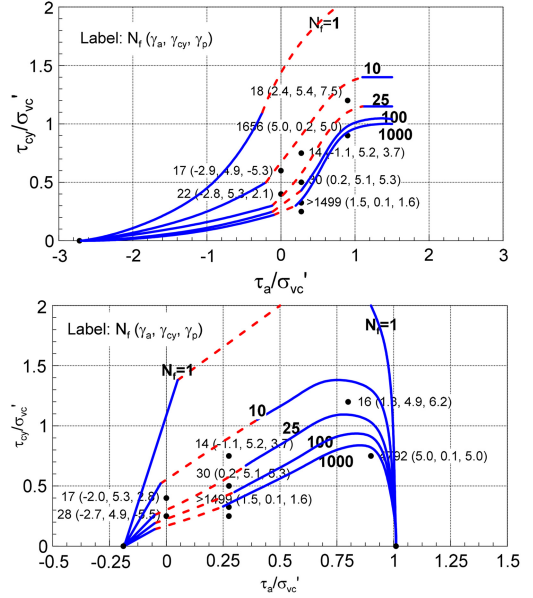 2
N_f=1
Label: N_f (γ_a, γ_cy, γ_p)
10
1.5
18 (2.4, 5.4, 7.5)
25
1656 (5.0, 0.2, 5.0)
100
1
1000
14 (-1.1, 5.2, 3.7)
17 (-2.9, 4.9, -5.3)
30 (0.2, 5.1, 5.3)
0.5
22 (-2.8, 5.3, 2.1)
>1499 (1.5, 0.1, 1.6)
0
-3 -2 -1 0 1 2 3
τ_cy/σ_vc'
τ_a/σ_vc'
2
Label: N_f (γ_a, γ_cy, γ_p)
N_f=1
1.5
N_f=1
16 (1.3, 4.9, 6.2)
10
25
1
100
14 (-1.1, 5.2, 3.7)
1000
792 (5.0, 0.1, 5.0)
30 (0.2, 5.1, 5.3)
0.5
17 (-2.0, 5.3, 2.8)
>1499 (1.5, 0.1, 1.6)
28 (-2.7, 4.9, -5.5)
0
-0.5 -0.25 0 0.25 0.5 0.75 1 1.25 1.5
τ_cy/σ_vc'
τ_a/σ_vc'